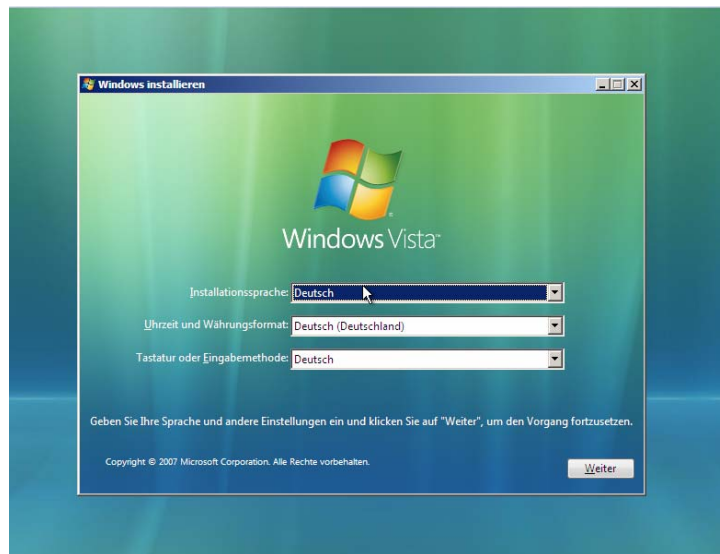 Windows installieren
Windows Vista™
Installationssprache: Deutsch
Uhrzeit und Währungsformat: Deutsch (Deutschland)
Tastatur oder Eingabemethode: Deutsch
Geben Sie Ihre Sprache und andere Einstellungen ein und klicken Sie auf "Weiter", um den Vorgang fortzusetzen.
Copyright © 2007 Microsoft Corporation. Alle Rechte vorbehalten.
Weiter